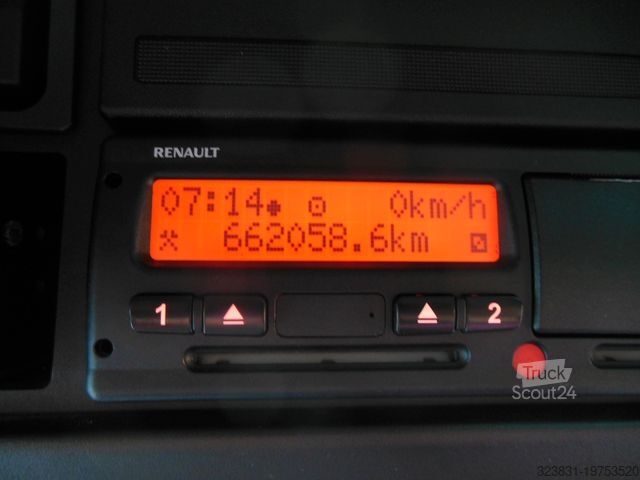 RENAULT
07:14 0km/h
662058.6km
1 2
Truck
Scout24
323831-19753520